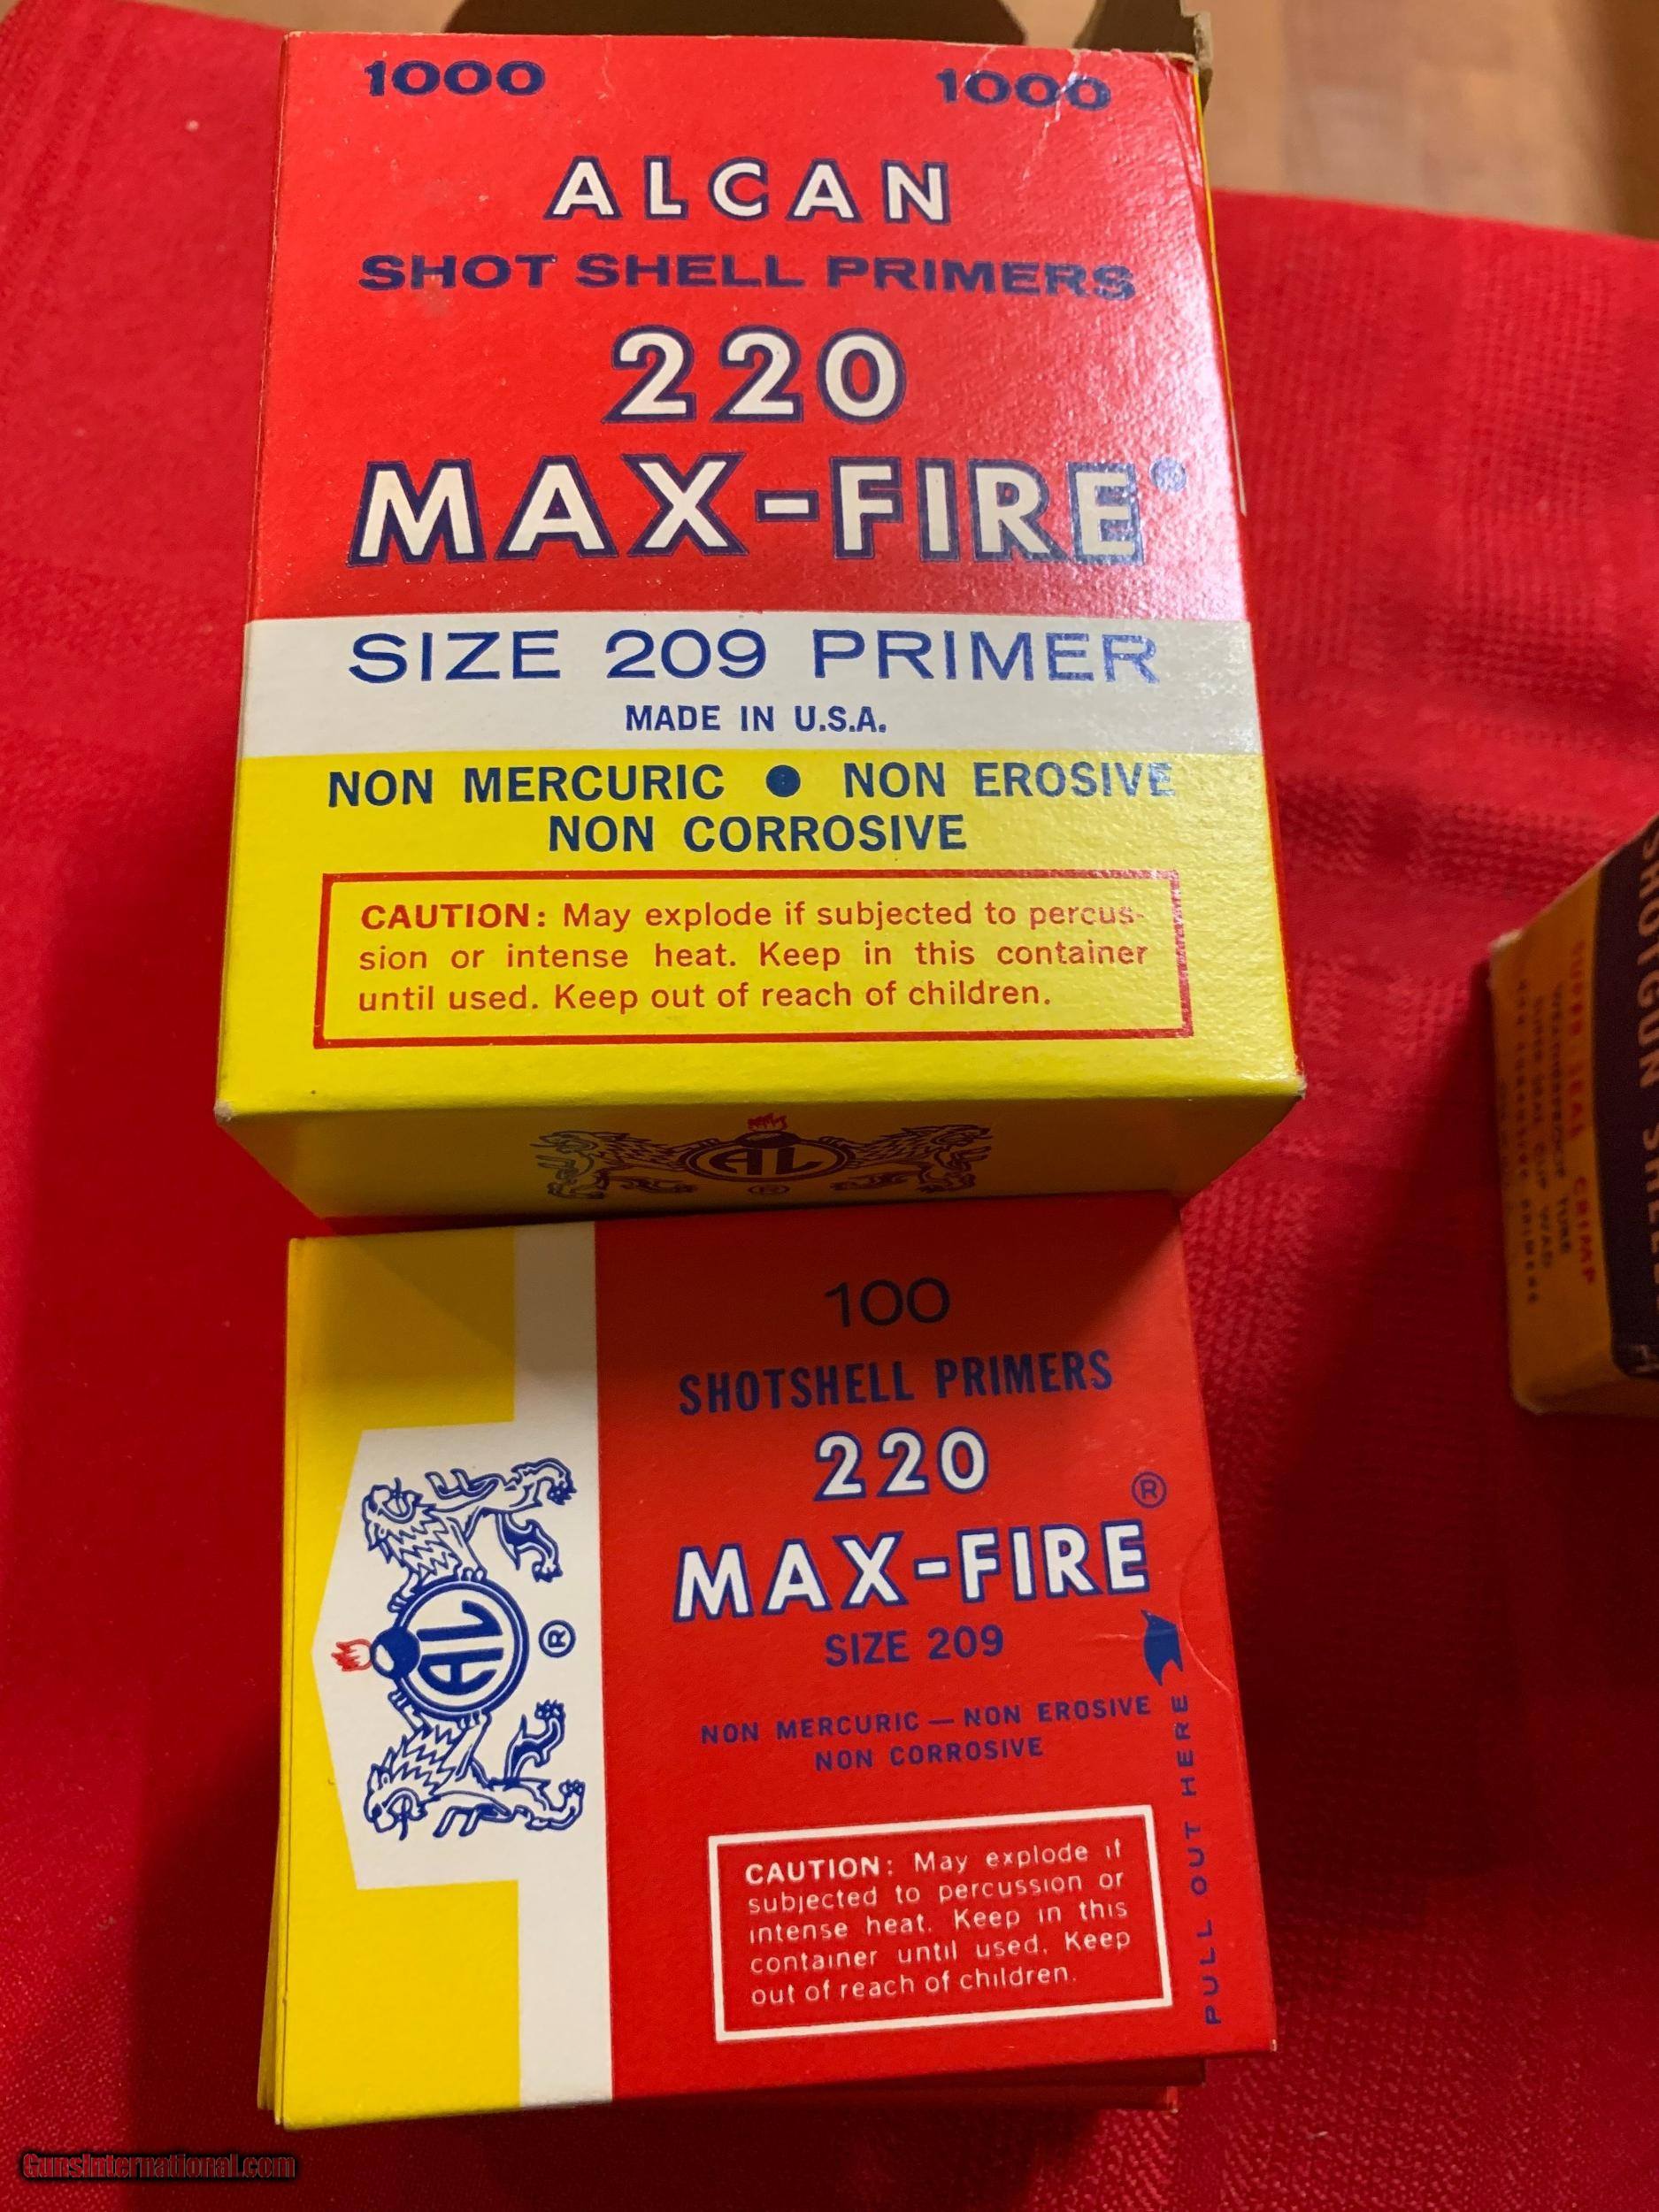 1000 1000
ALCAN
SHOT SHELL PRIMERS
220
MAX-FIRE®
SIZE 209 PRIMER
MADE IN U.S.A.
NON MERCURIC ● NON EROSIVE
NON CORROSIVE
CAUTION: May explode if subjected to percus-
sion or intense heat. Keep in this container
until used. Keep out of reach of children.
AL
®
100
SHOTSHELL PRIMERS
220
MAX-FIRE®
SIZE 209
NON MERCURIC — NON EROSIVE
NON CORROSIVE
CAUTION: May explode if
subjected to percussion or
intense heat. Keep in this
container until used. Keep
out of reach of children.
PULL OUT HERE
AL ®
SHOTGUN
CRIMP
GunsInternational.com